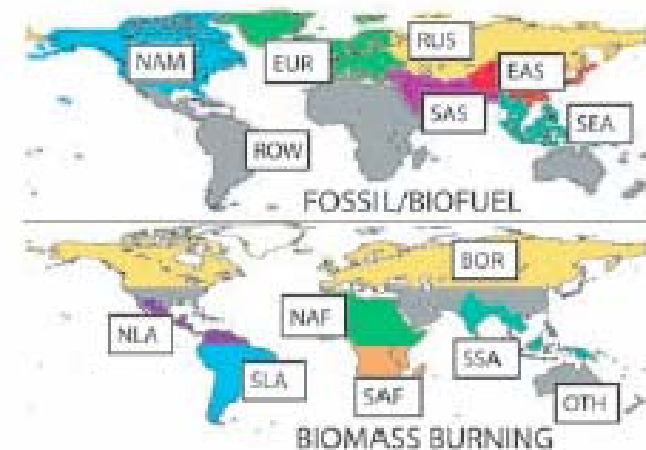 RUS
NAM
EUR
EAS
SAS
SEA
ROW
FOSSIL/BIOFUEL
BOR
NAF
NLA
SSA
SLA
SAF
OTH
BIOMASS BURNING